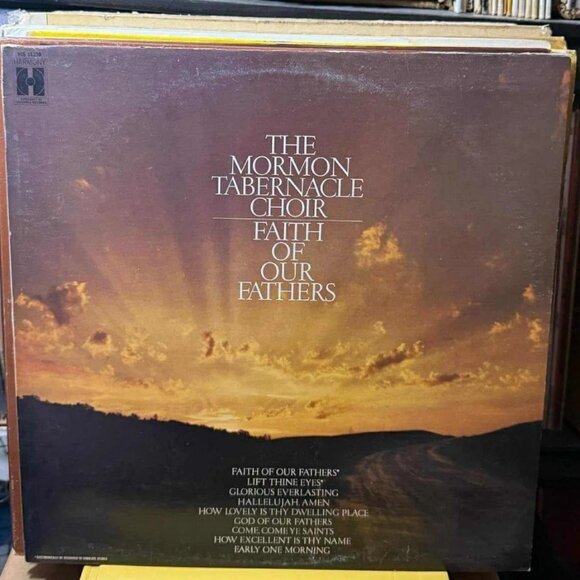 HARMONY
THE
MORMON
TABERNACLE
CHOIR
FAITH
OF
OUR
FATHERS
FAITH OF OUR FATHERS*
LIFT THINE EYES*
GLORIOUS EVERLASTING
HALLELUJAH, AMEN
HOW LOVELY IS THY DWELLING PLACE
GOD OF OUR FATHERS
COME, COME YE SAINTS
HOW EXCELLENT IS THY NAME
EARLY ONE MORNING